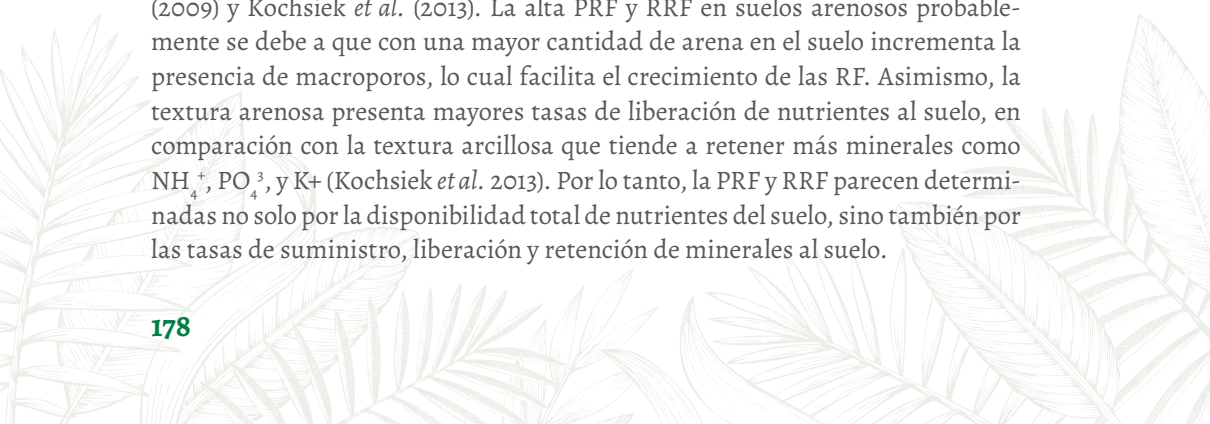 (2009) y Kochsiek et al. (2013). La alta PRF y RRF en suelos arenosos probable-
mente se debe a que con una mayor cantidad de arena en el suelo incrementa la
presencia de macroporos, lo cual facilita el crecimiento de las RF. Asimismo, la
textura arenosa presenta mayores tasas de liberación de nutrientes al suelo, en
comparación con la textura arcillosa que tiende a retener más minerales como
NH₄⁺, PO₄³, y K+ (Kochsiek et al. 2013). Por lo tanto, la PRF y RRF parecen determi-
nadas no solo por la disponibilidad total de nutrientes del suelo, sino también por
las tasas de suministro, liberación y retención de minerales al suelo.
178